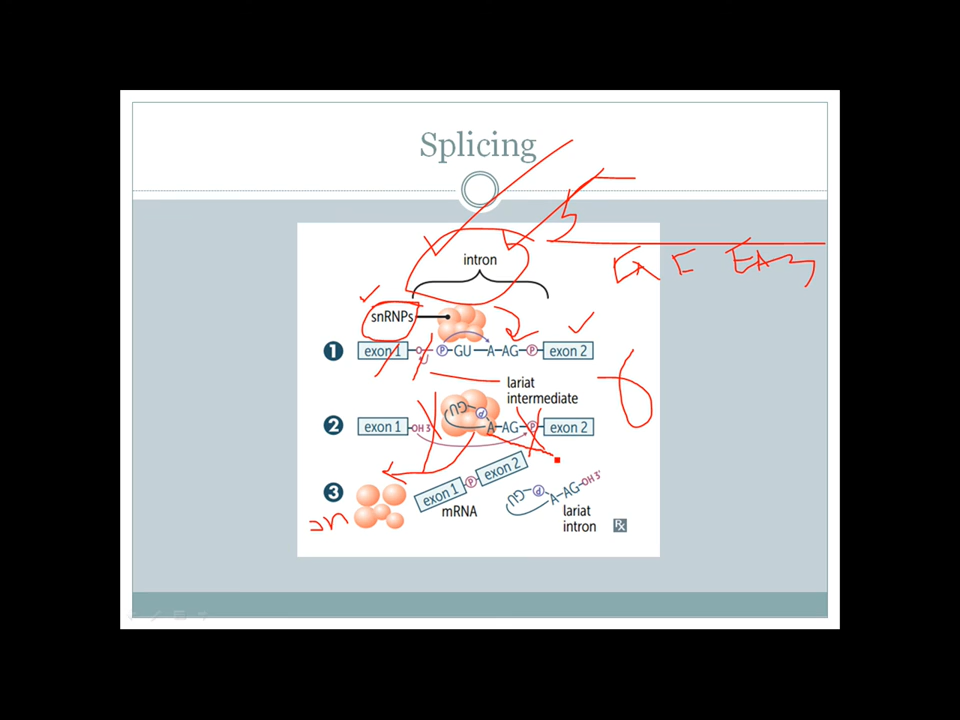 Splicing
intron
snRNPs
1 exon 1 P GU A AG P exon 2
lariat
intermediate
2 exon 1 OH 3' GU P A AG P exon 2
3 exon 1 P exon 2
mRNA
GU P A AG OH 3'
lariat
intron
Rx